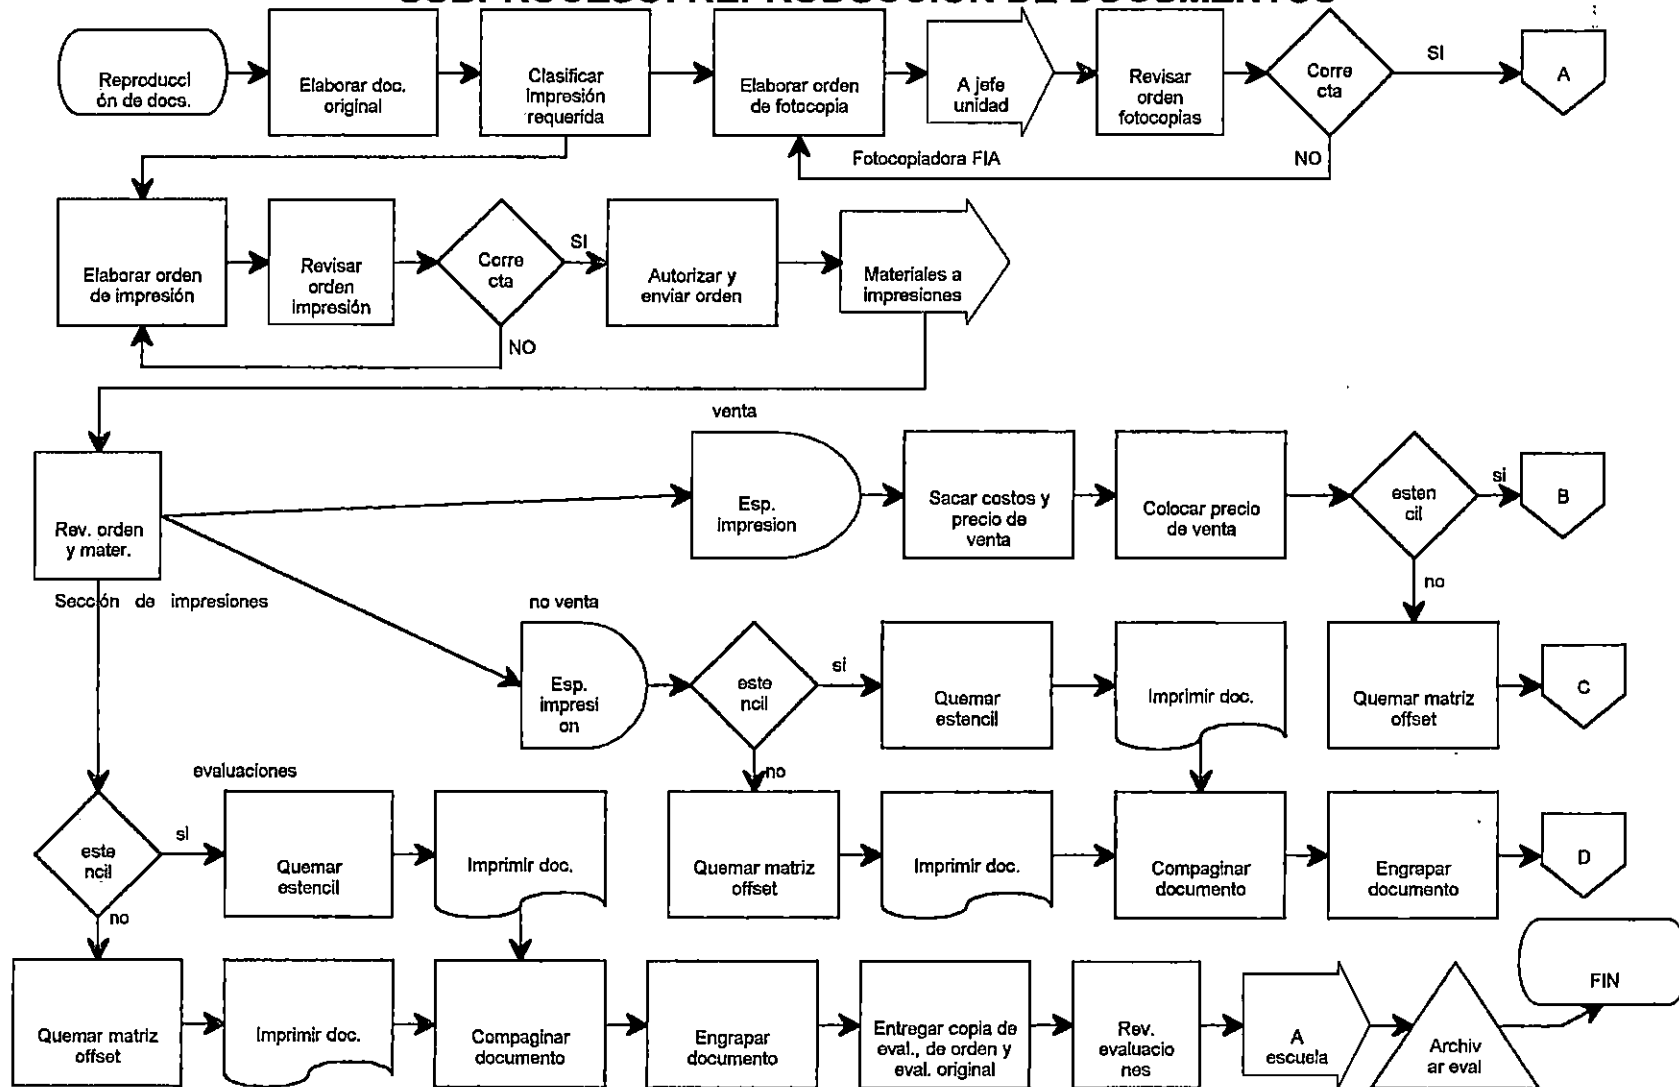 SUBPROCESO: REPRODUCCION DE DOCUMENTOS
Reproducci
ón de docs.
Elaborar doc.
original
Clasificar
impresión
requerida
Elaborar orden
de fotocopia
A jefe
unidad
Revisar
orden
fotocopias
Corre
cta
SI
A
Fotocopiadora FIA
NO
Elaborar orden
de impresión
Revisar
orden
impresión
Corre
cta
SI
Autorizar y
enviar orden
Materiales a
impresiones
NO
venta
Rev. orden
y mater.
Esp.
impresion
Sacar costos y
precio de
venta
Colocar precio
de venta
esten
cil
si
B
no
Sección de impresiones
no venta
Esp.
impresi
on
este
ncil
si
Quemar
estencil
Imprimir doc.
Quemar matriz
offset
C
no
evaluaciones
este
ncil
si
Quemar
estencil
Imprimir doc.
Quemar matriz
offset
Imprimir doc.
Compaginar
documento
Engrapar
documento
D
no
Quemar matriz
offset
Imprimir doc.
Compaginar
documento
Engrapar
documento
Entregar copia de
eval., de orden y
eval. original
Rev.
evaluacio
nes
A
escuela
Archiv
ar eval
FIN